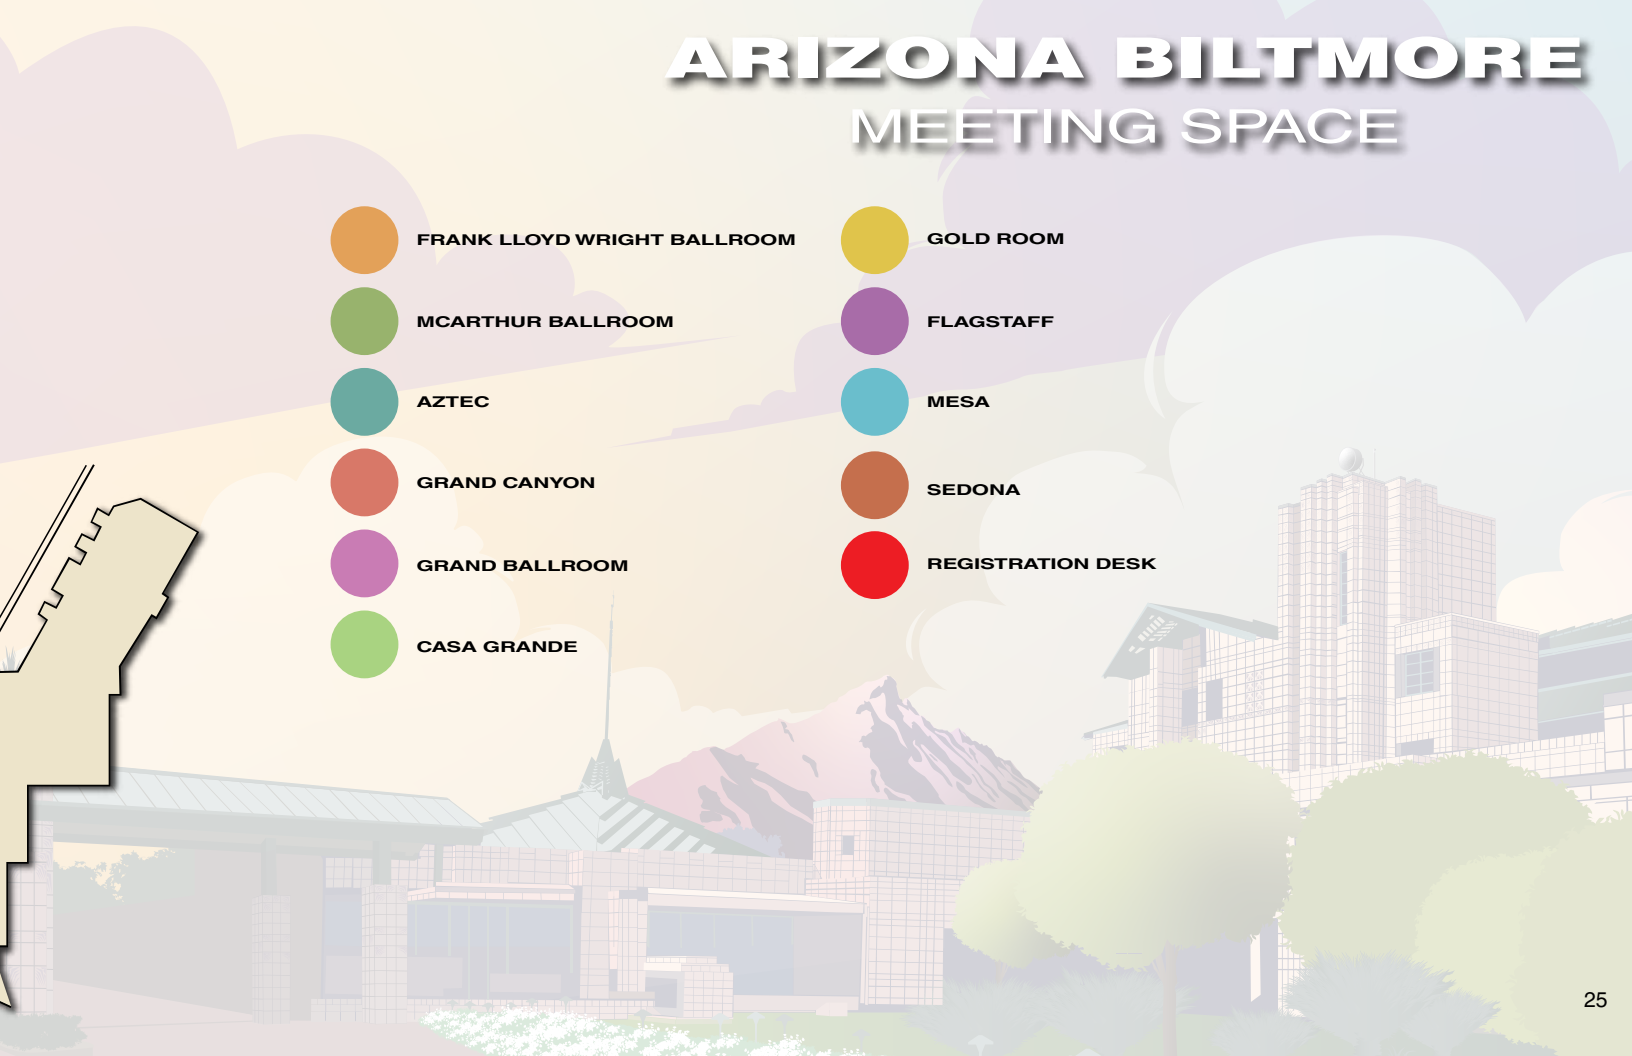 ARIZONA BILTMORE
MEETING SPACE
FRANK LLOYD WRIGHT BALLROOM
MCARTHUR BALLROOM
AZTEC
GRAND CANYON
GRAND BALLROOM
CASA GRANDE
GOLD ROOM
FLAGSTAFF
MESA
SEDONA
REGISTRATION DESK
25